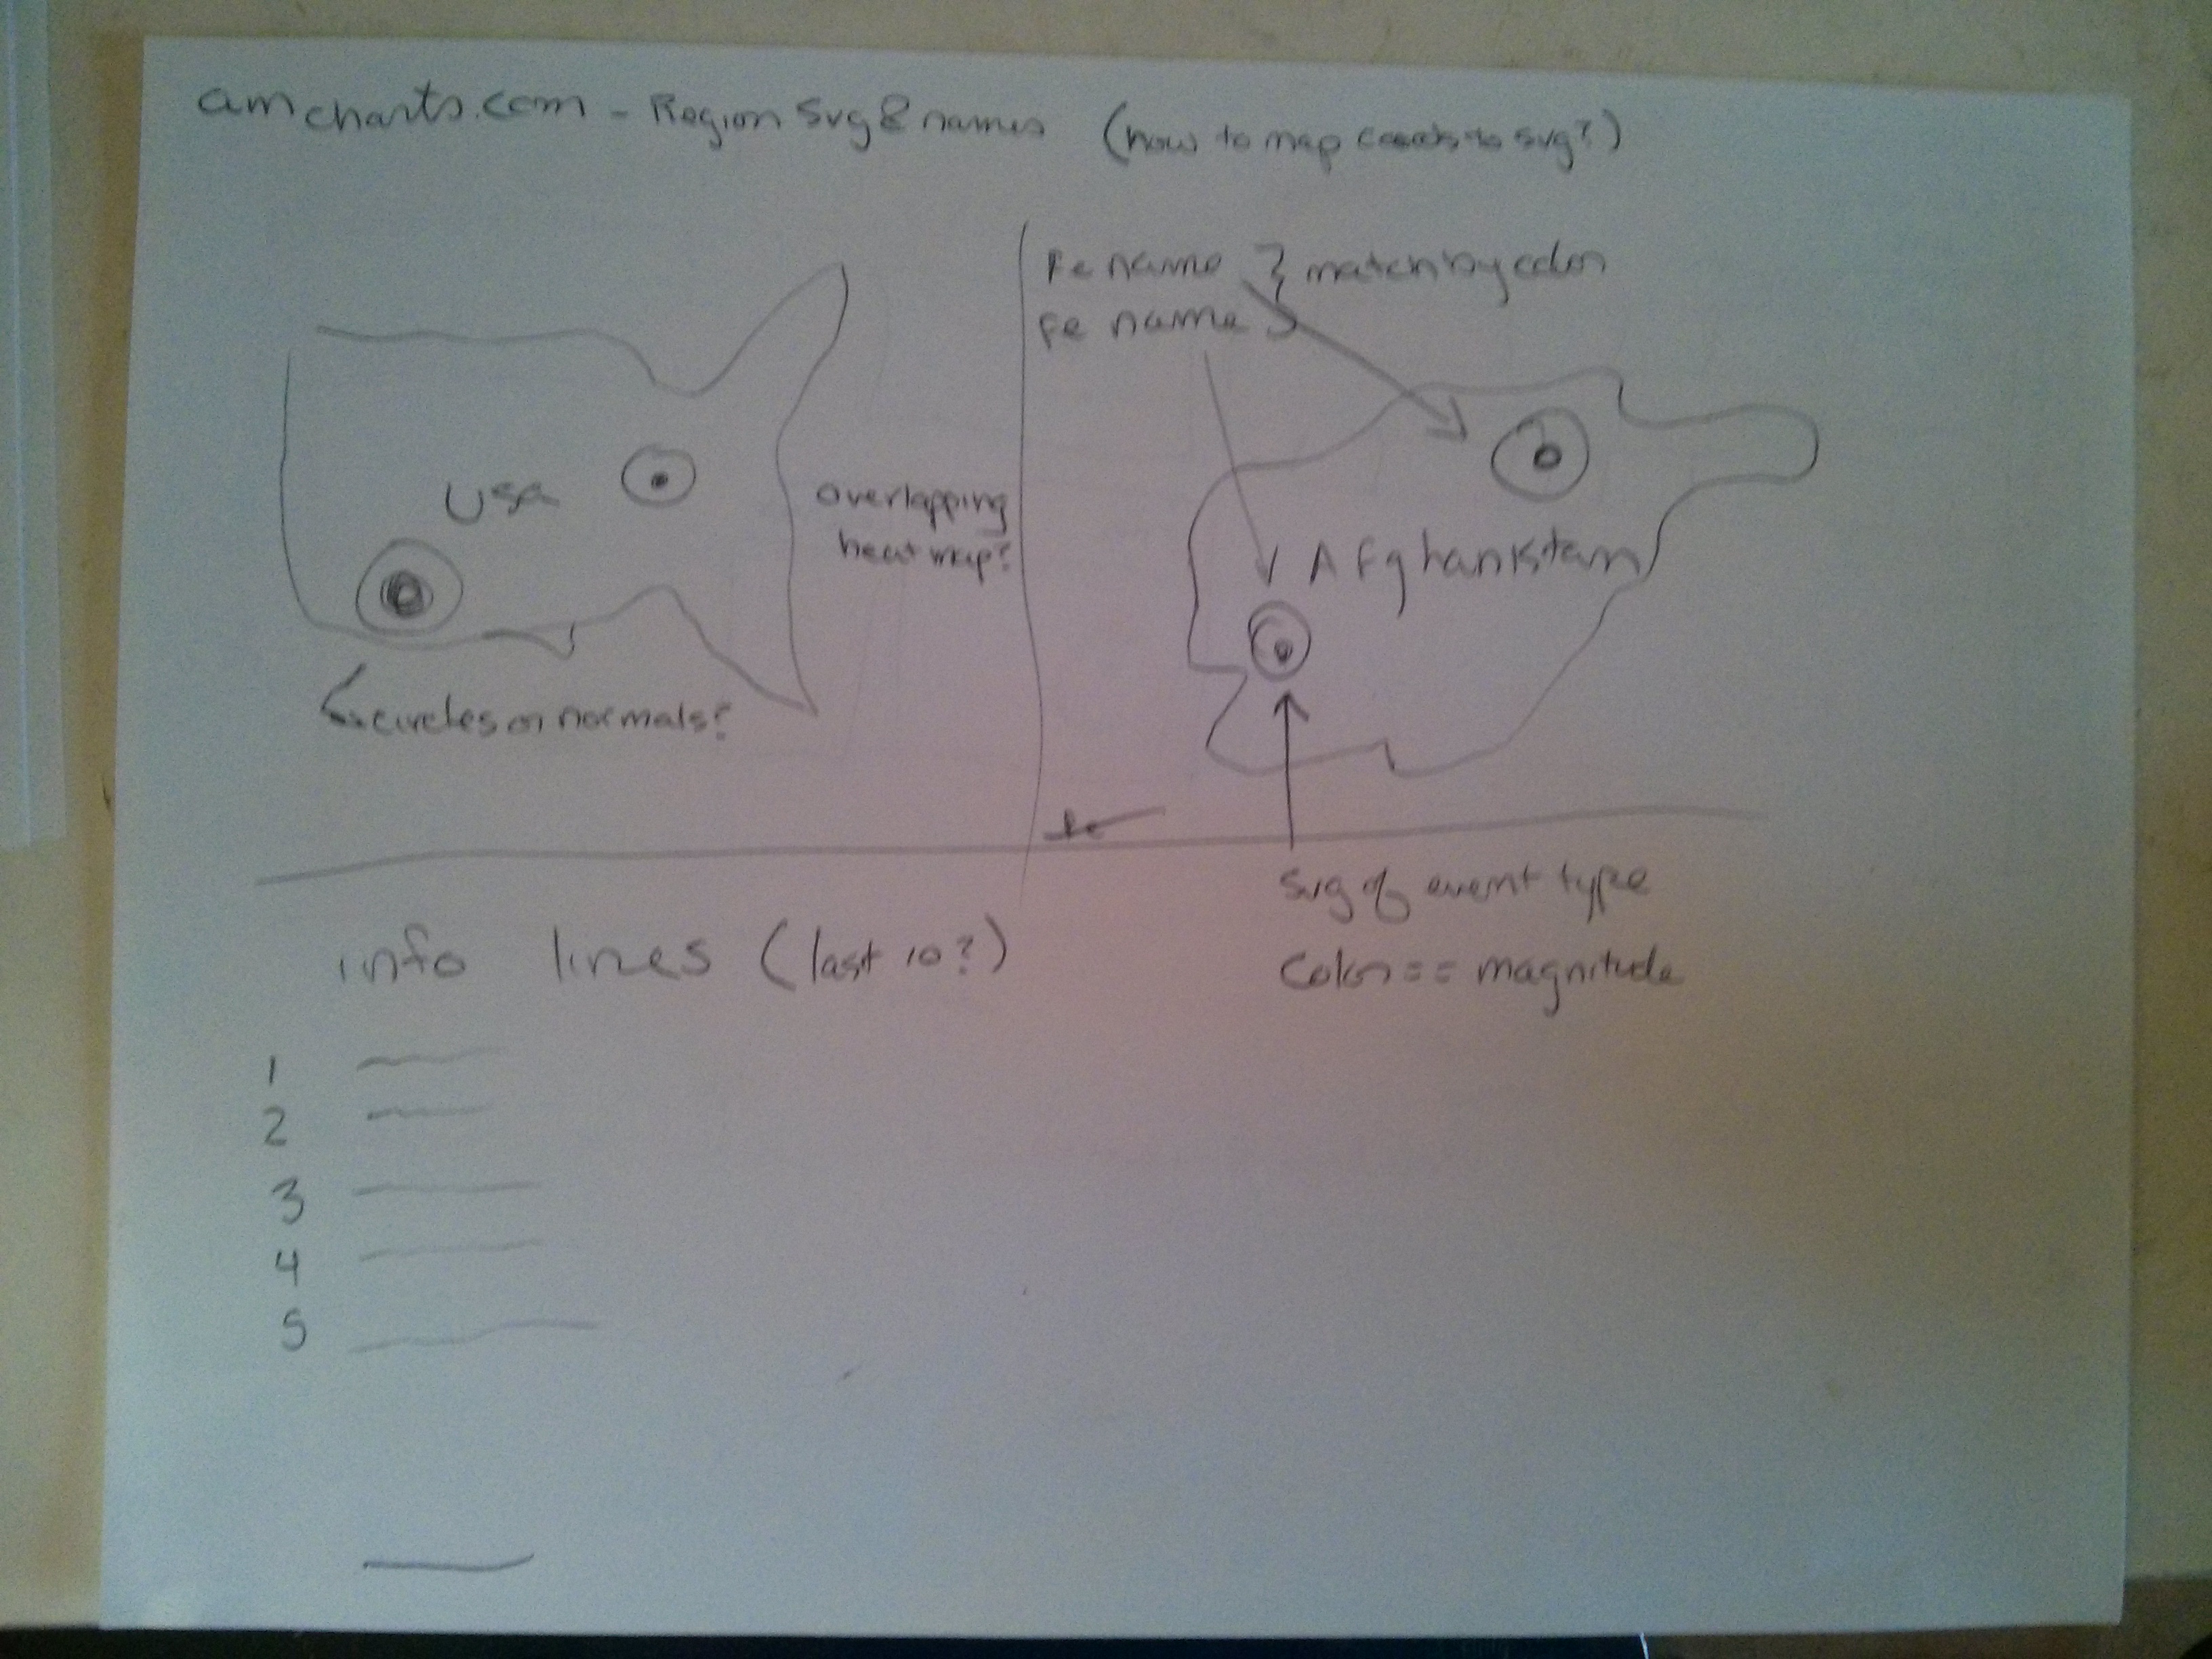 amcharts.com - Region Svg & names (how to map coords to svg?)
Fe name } match by color
Fe name
USA
overlapping
heat map?
Afghanistan
circles or normals?
svg of event type
Color == magnitude
info lines (last 10?)
1
2
3
4
5